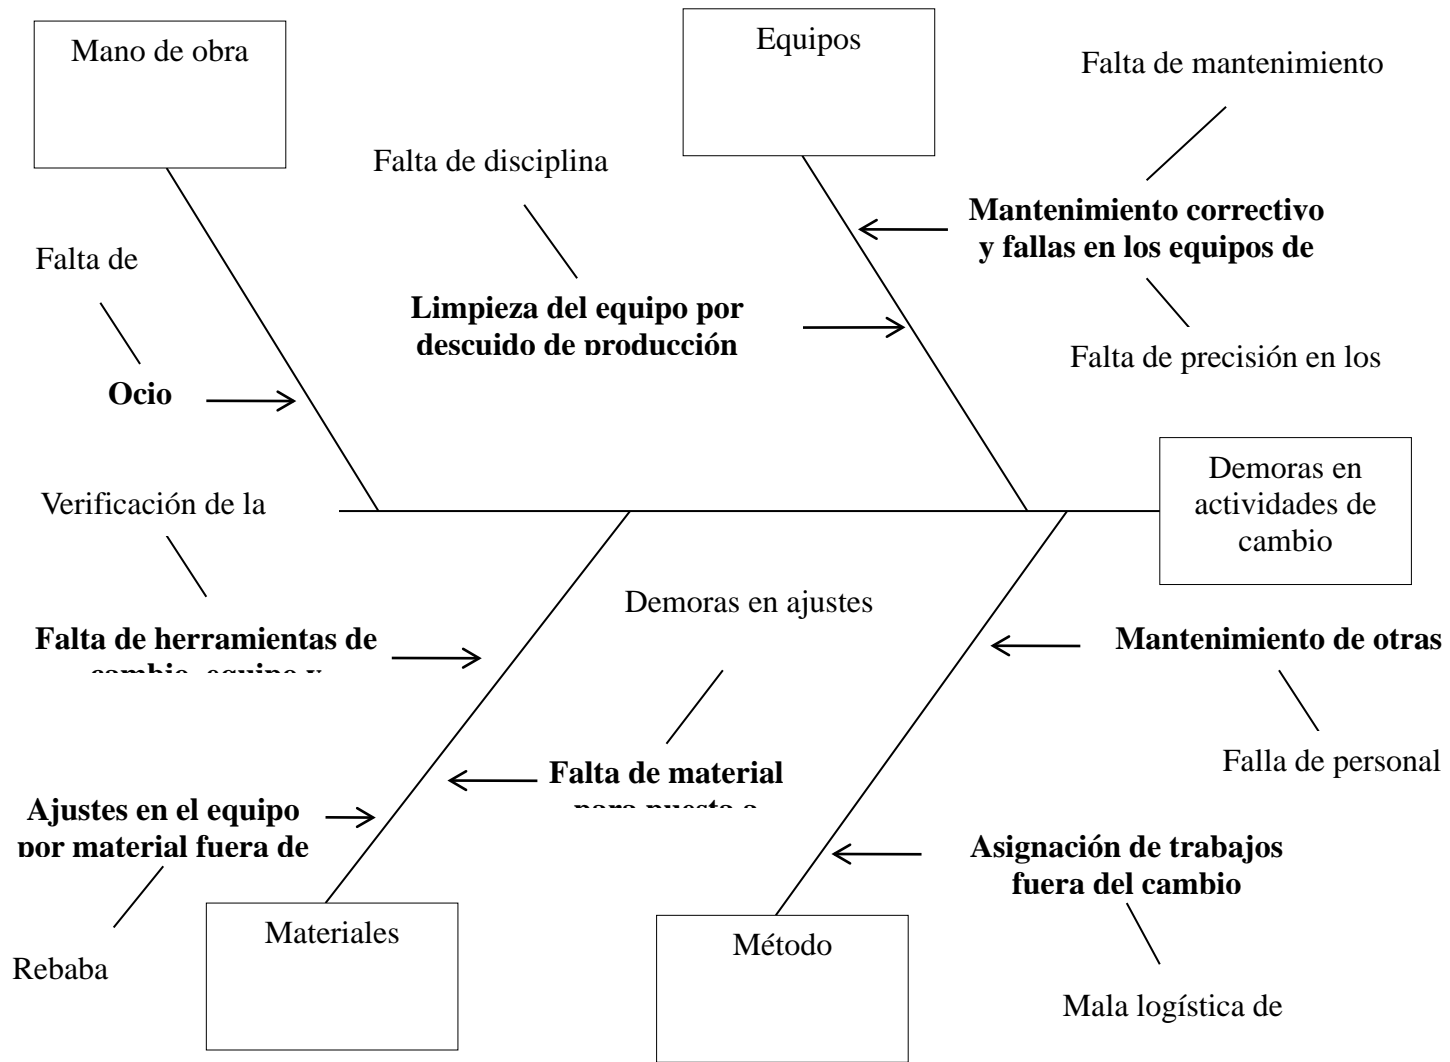 Mano de obra
Equipos
Falta de mantenimiento
Falta de disciplina
Mantenimiento correctivo
y fallas en los equipos de
Falta de
Limpieza del equipo por
descuido de producción
Falta de precisión en los
Ocio
Verificación de la
Demoras en
actividades de
cambio
Demoras en ajustes
Falta de herramientas de
cambio, equipo y
Mantenimiento de otras
Falla de personal
Falta de material
para puesta a
Ajustes en el equipo
por material fuera de
Asignación de trabajos
fuera del cambio
Materiales
Método
Rebaba
Mala logística de